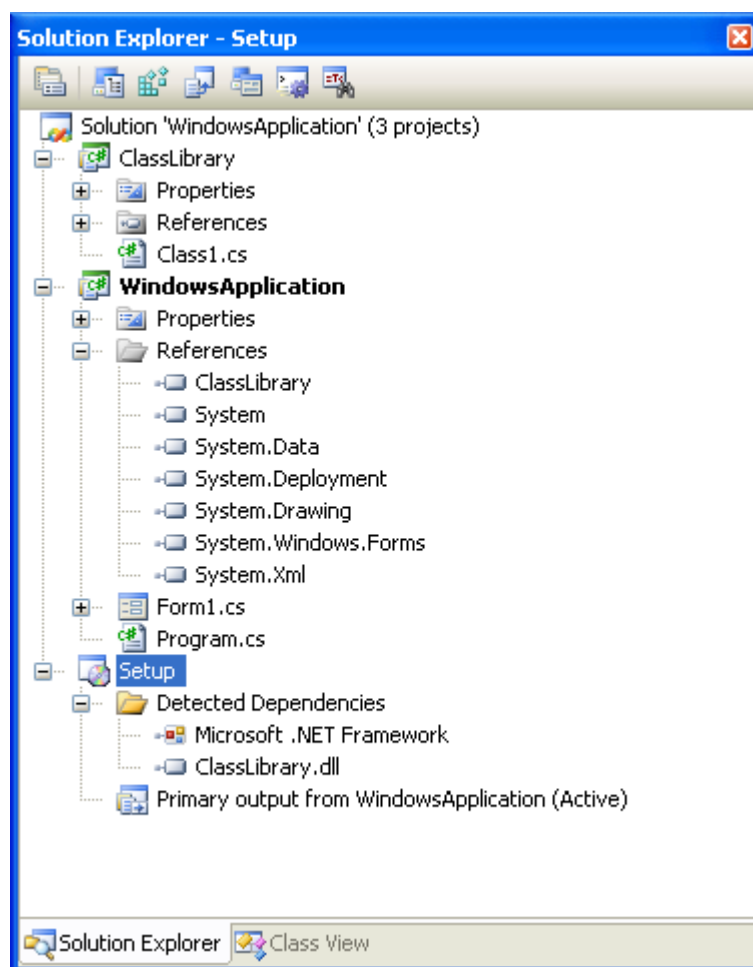 Solution Explorer - Setup
Solution 'WindowsApplication' (3 projects)
ClassLibrary
Properties
References
Class1.cs
WindowsApplication
Properties
References
ClassLibrary
System
System.Data
System.Deployment
System.Drawing
System.Windows.Forms
System.Xml
Form1.cs
Program.cs
Setup
Detected Dependencies
Microsoft .NET Framework
ClassLibrary.dll
Primary output from WindowsApplication (Active)
Solution Explorer Class View